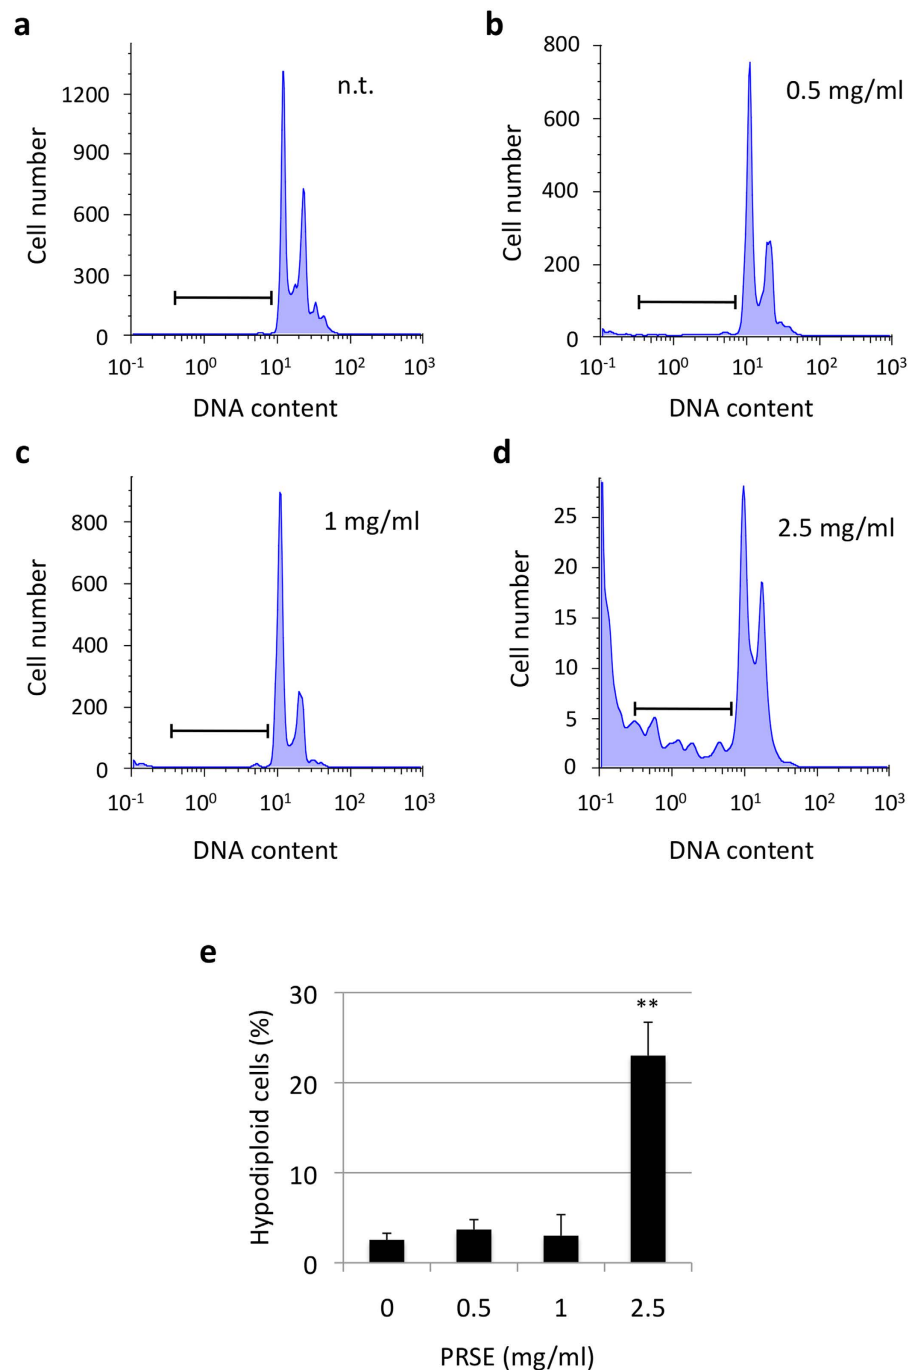 a
n.t.
Cell number
1200
900
600
300
0
10-1 100 101 102 103
DNA content
b
0.5 mg/ml
Cell number
800
600
400
200
0
10-1 100 101 102 103
DNA content
c
1 mg/ml
Cell number
800
600
400
200
0
10-1 100 101 102 103
DNA content
d
2.5 mg/ml
Cell number
25
20
15
10
5
0
10-1 100 101 102 103
DNA content
e
Hypodiploid cells (%)
30
20
10
0
**
0 0.5 1 2.5
PRSE (mg/ml)